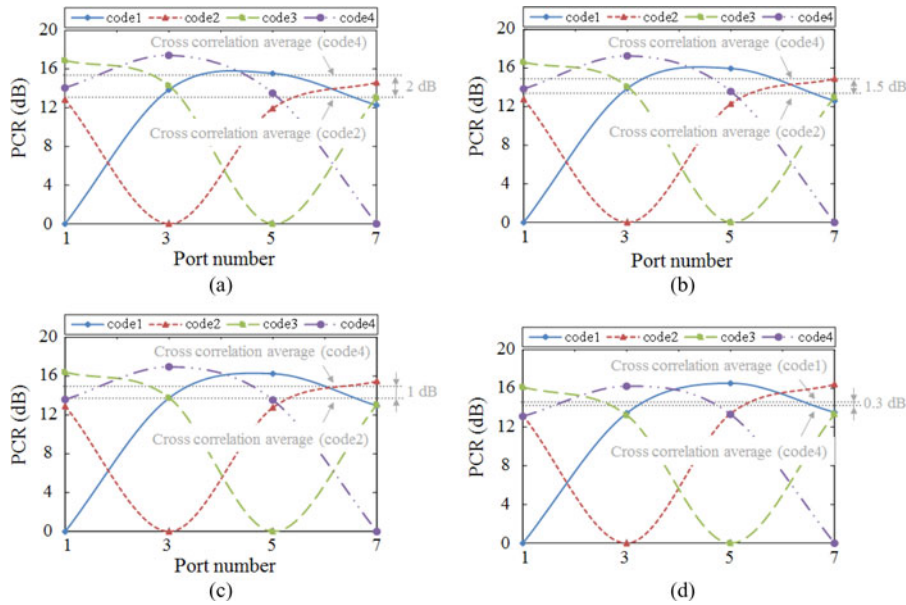 code1 code2 code3 code4
20
16
12
8
4
0
PCR (dB)
Cross correlation average (code4)
2 dB
Cross correlation average (code2)
1 3 5 7
Port number
(a)
code1 code2 code3 code4
20
16
12
8
4
0
PCR (dB)
Cross correlation average (code4)
1.5 dB
Cross correlation average (code2)
1 3 5 7
Port number
(b)
code1 code2 code3 code4
20
16
12
8
4
0
PCR (dB)
Cross correlation average (code4)
1 dB
Cross correlation average (code2)
1 3 5 7
Port number
(c)
code1 code2 code3 code4
20
16
12
8
4
0
PCR (dB)
Cross correlation average (code1)
0.3 dB
Cross correlation average (code4)
1 3 5 7
(d)